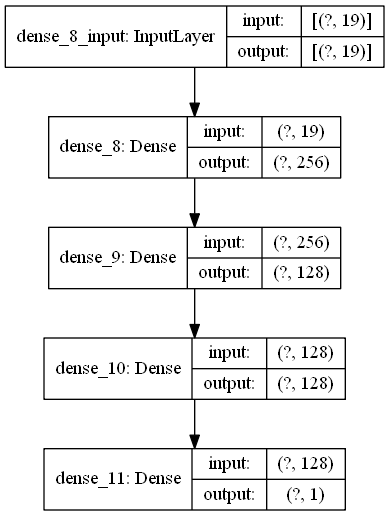 dense_8_input: InputLayer
input: [(?, 19)]
output: [(?, 19)]
dense_8: Dense
input: (?, 19)
output: (?, 256)
dense_9: Dense
input: (?, 256)
output: (?, 128)
dense_10: Dense
input: (?, 128)
output: (?, 128)
dense_11: Dense
input: (?, 128)
output: (?, 1)